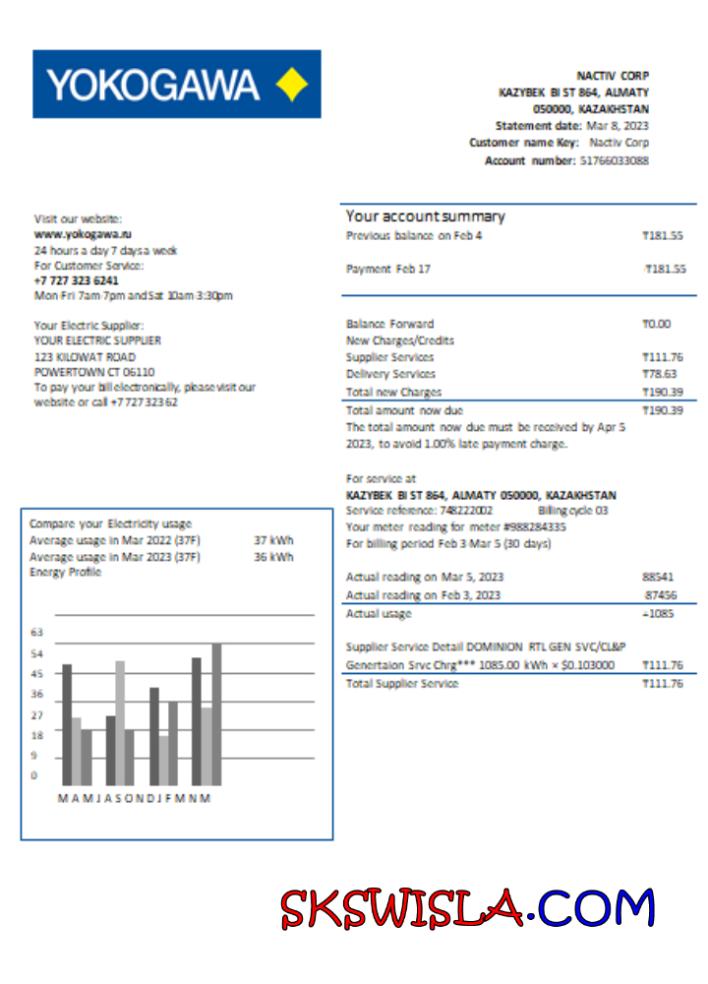 YOKOGAWA
NACTIV CORP
KAZYBEK BI ST 864, ALMATY
050000, KAZAKHSTAN
Statement date: Mar 8, 2023
Customer name Key: Nactiv Corp
Account number: 51766033088
Visit our website:
www.yokogawa.ru
24 hours a day 7 days a week
For Customer Service:
+7 727 323 6241
Mon-Fri 7am-7pm and Sat 10am-3:30pm
Your Electric Supplier:
YOUR ELECTRIC SUPPLIER
123 KILOWAT ROAD
POWERTOWN CT 06110
To pay your bill electronically, please visit our
website or call +7 727 323 62
Your account summary
Previous balance on Feb 4 ₸181.55
Payment Feb 17 -₸181.55
Balance Forward ₸0.00
New Charges/Credits
Supplier Services ₸111.76
Delivery Services ₸78.63
Total new Charges ₸190.39
Total amount now due ₸190.39
The total amount now due must be received by Apr 5
2023, to avoid 1.00% late payment charge.
For service at
KAZYBEK BI ST 864, ALMATY 050000, KAZAKHSTAN
Service reference: 748222002 Billing cycle 03
Your meter reading for meter #988284335
For billing period Feb 3-Mar 5 (30 days)
Actual reading on Mar 5, 2023 88541
Actual reading on Feb 3, 2023 87456
Actual usage =1085
Supplier Service Detail DOMINION RTL GEN SVC/CL&P
Genertaion Srvc Chrg*** 1085.00 kWh × $0.103000 ₸111.76
Total Supplier Service ₸111.76
Compare your Electricity usage
Average usage in Mar 2022 (37F) 37 kWh
Average usage in Mar 2023 (37F) 36 kWh
Energy Profile
63
54
45
36
27
18
9
0
M A M J A S O N D J F M N M
SKSWISLA.COM